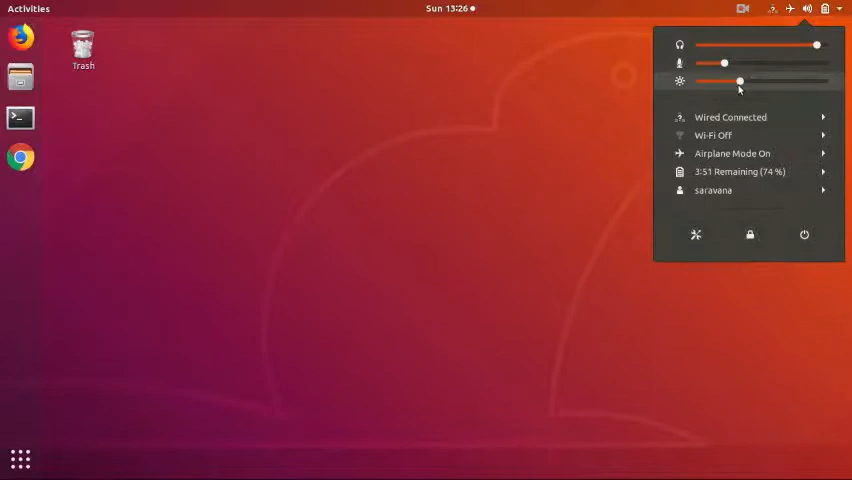 Activities
Sun 13:26
Trash
Wired Connected
Wi-Fi Off
Airplane Mode On
3:51 Remaining (74 %)
saravana